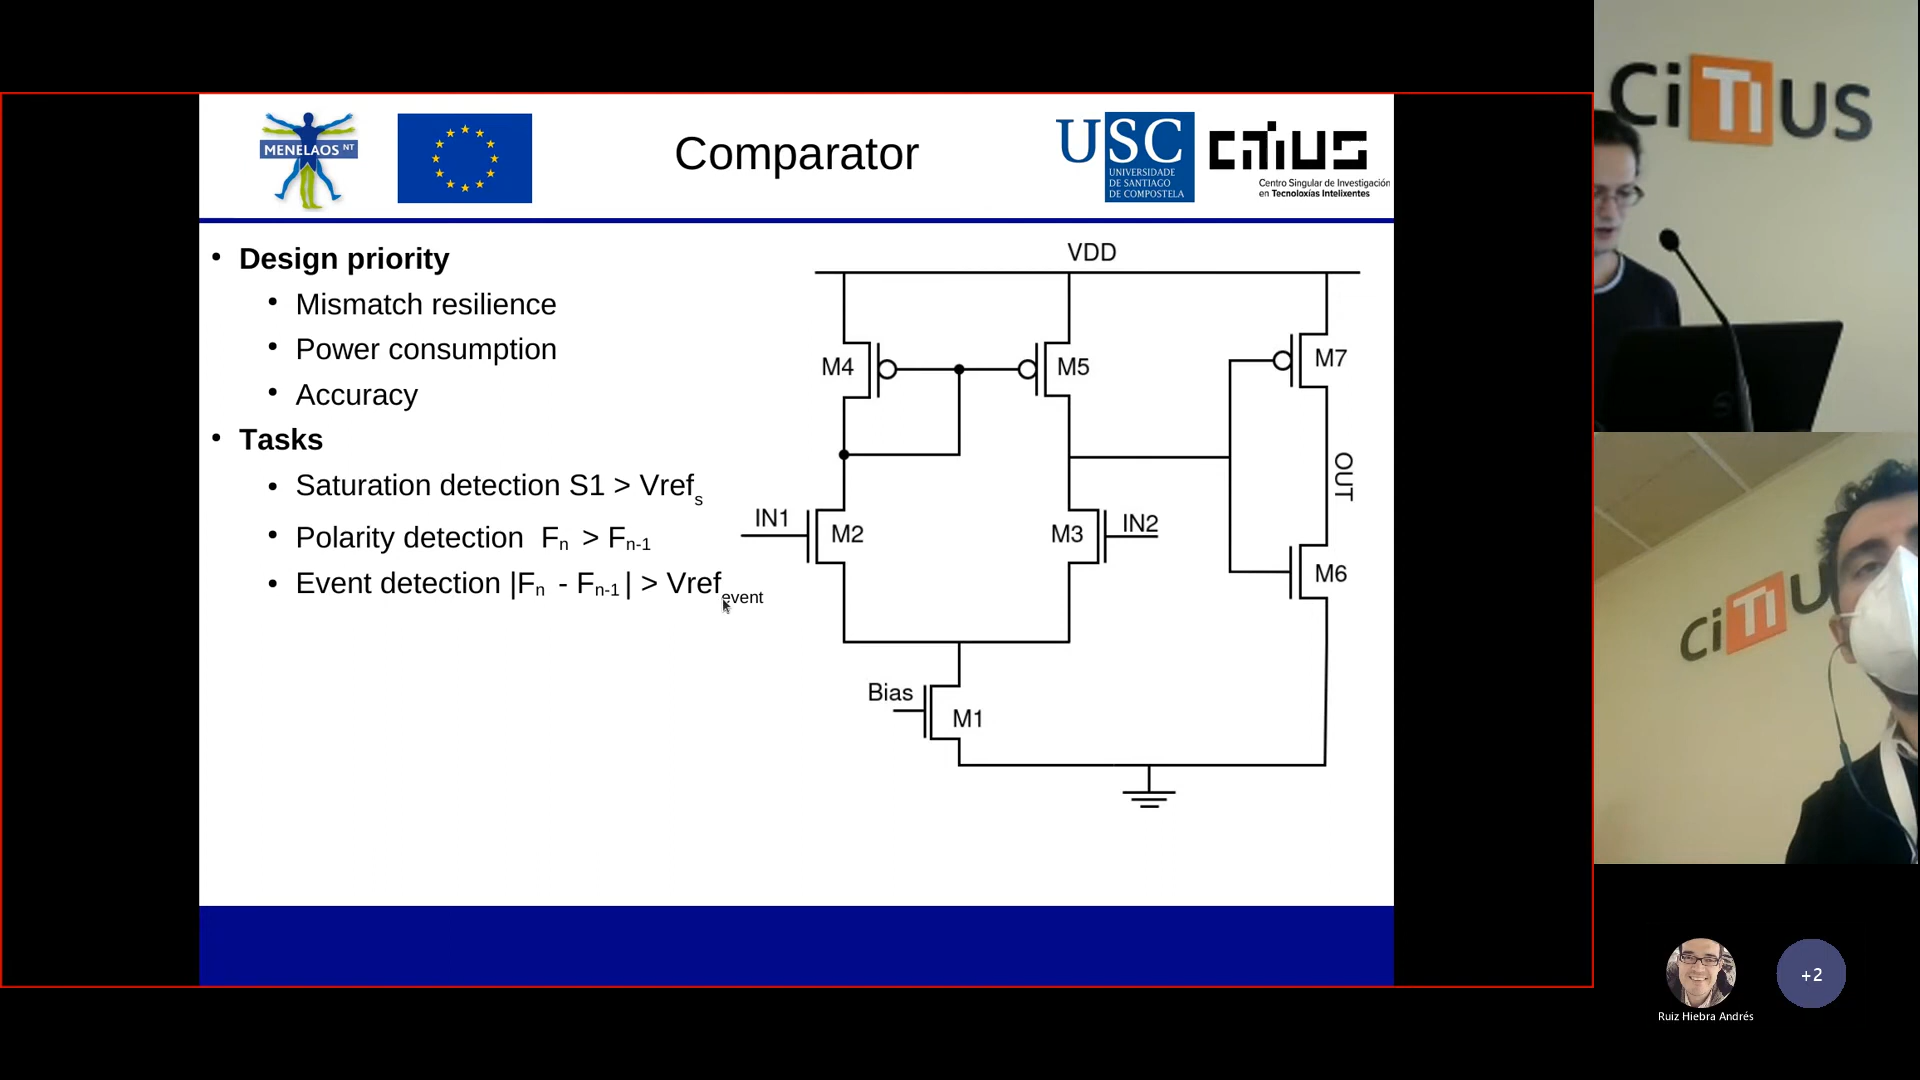 MENELAOS NT
Comparator
USC
UNIVERSIDADE
DE SANTIAGO
DE COMPOSTELA
CiTIUS
Centro Singular de Investigación
en Tecnoloxías Intelixentes
• Design priority
• Mismatch resilience
• Power consumption
• Accuracy
• Tasks
• Saturation detection S1 > Vrefs
• Polarity detection Fn > Fn-1
• Event detection |Fn - Fn-1| > Vrefevent
VDD
M4
M5
M7
OUT
IN1
M2
M3
IN2
M6
Bias
M1
CiTIUS
CiTIU
Ruiz Hiebra Andrés
+2